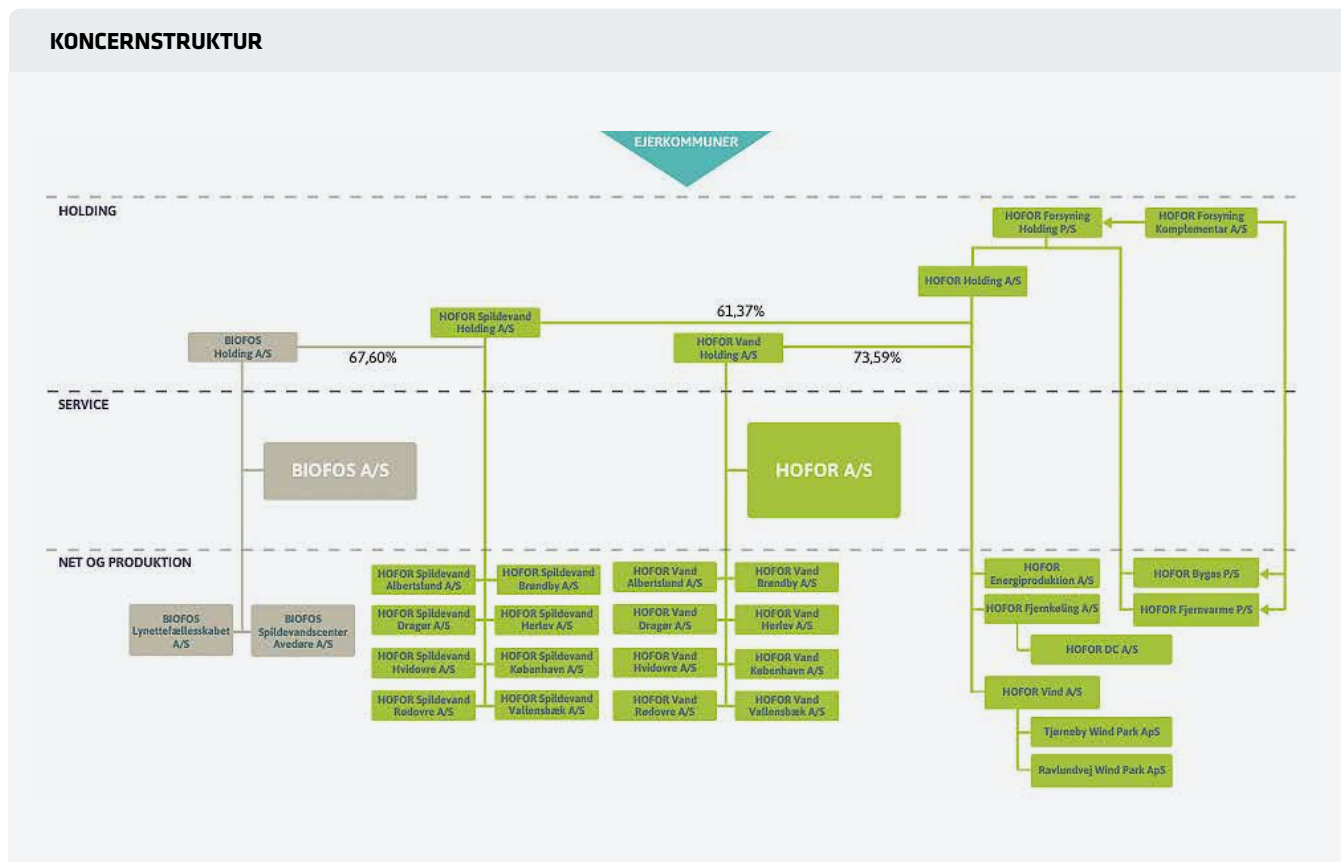 KONCERNSTRUKTUR
EJERKOMMUNER
HOLDING
HOFOR Forsyning
Holding P/S
HOFOR Forsyning
Komplementar A/S
HOFOR Holding A/S
61,37%
HOFOR Spildevand
Holding A/S
BIOFOS
Holding A/S
67,60%
HOFOR Vand
Holding A/S
73,59%
SERVICE
BIOFOS A/S
HOFOR A/S
NET OG PRODUKTION
BIOFOS
Lynettefællesskabet
A/S
BIOFOS
Spildevandscenter
Avedøre A/S
HOFOR Spildevand
Albertslund A/S
HOFOR Spildevand
Brøndby A/S
HOFOR Spildevand
Dragør A/S
HOFOR Spildevand
Herlev A/S
HOFOR Spildevand
Hvidovre A/S
HOFOR Spildevand
København A/S
HOFOR Spildevand
Rødovre A/S
HOFOR Spildevand
Vallensbæk A/S
HOFOR Vand
Albertslund A/S
HOFOR Vand
Brøndby A/S
HOFOR Vand
Dragør A/S
HOFOR Vand
Herlev A/S
HOFOR Vand
Hvidovre A/S
HOFOR Vand
København A/S
HOFOR Vand
Rødovre A/S
HOFOR Vand
Vallensbæk A/S
HOFOR
Energiproduktion A/S
HOFOR Fjernkøling A/S
HOFOR DC A/S
HOFOR Vind A/S
Tjørneby Wind Park ApS
Ravlundvej Wind Park ApS
HOFOR Bygas P/S
HOFOR Fjernvarme P/S